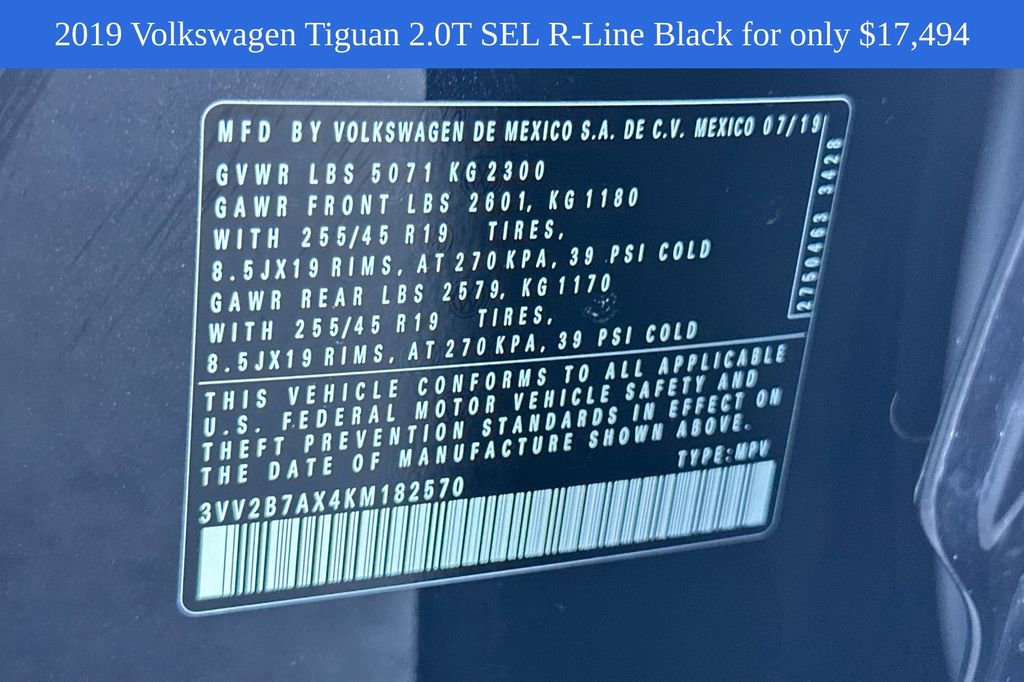 2019 Volkswagen Tiguan 2.0T SEL R-Line Black for only $17,494
MFD BY VOLKSWAGEN DE MEXICO S.A. DE C.V. MEXICO 07/19
GVWR LBS 5071 KG 2300
GAWR FRONT LBS 2601, KG 1180
WITH 255/45 R19 TIRES,
8.5JX19 RIMS, AT 270 KPA, 39 PSI COLD
GAWR REAR LBS 2579, KG 1170
WITH 255/45 R19 TIRES,
8.5JX19 RIMS, AT 270 KPA, 39 PSI COLD
2750463 3428
THIS VEHICLE CONFORMS TO ALL APPLICABLE
U.S. FEDERAL MOTOR VEHICLE SAFETY AND
THEFT PREVENTION STANDARDS IN EFFECT ON
THE DATE OF MANUFACTURE SHOWN ABOVE.
TYPE: MPV
3VV2B7AX4KM182570